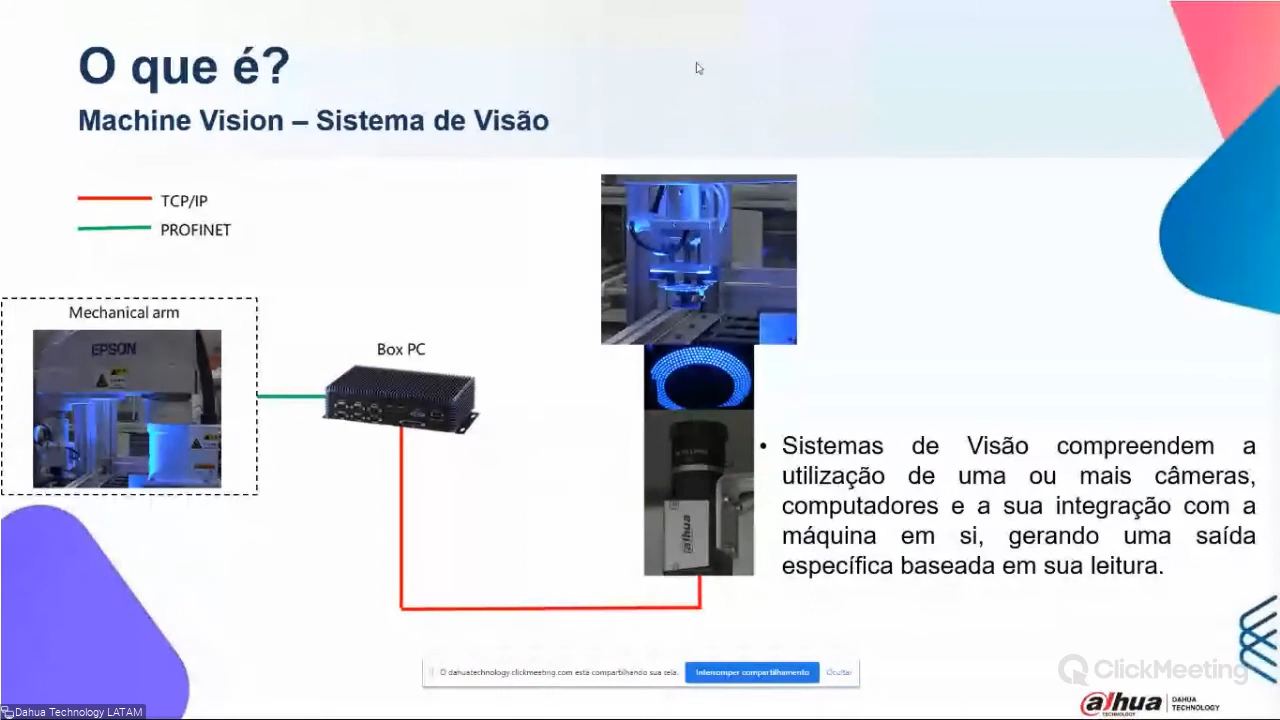 O que é?
Machine Vision – Sistema de Visão
TCP/IP
PROFINET
Mechanical arm
EPSON
Box PC
alhua
• Sistemas de Visão compreendem a
utilização de uma ou mais câmeras,
computadores e a sua integração com a
máquina em si, gerando uma saída
específica baseada em sua leitura.
O dahuatechnology.clickmeeting.com está compartilhando sua tela.
Interromper compartilhamento
Ocultar
ClickMeeting
alhua
TECHNOLOGY
DAHUA
TECHNOLOGY
Dahua Technology LATAM